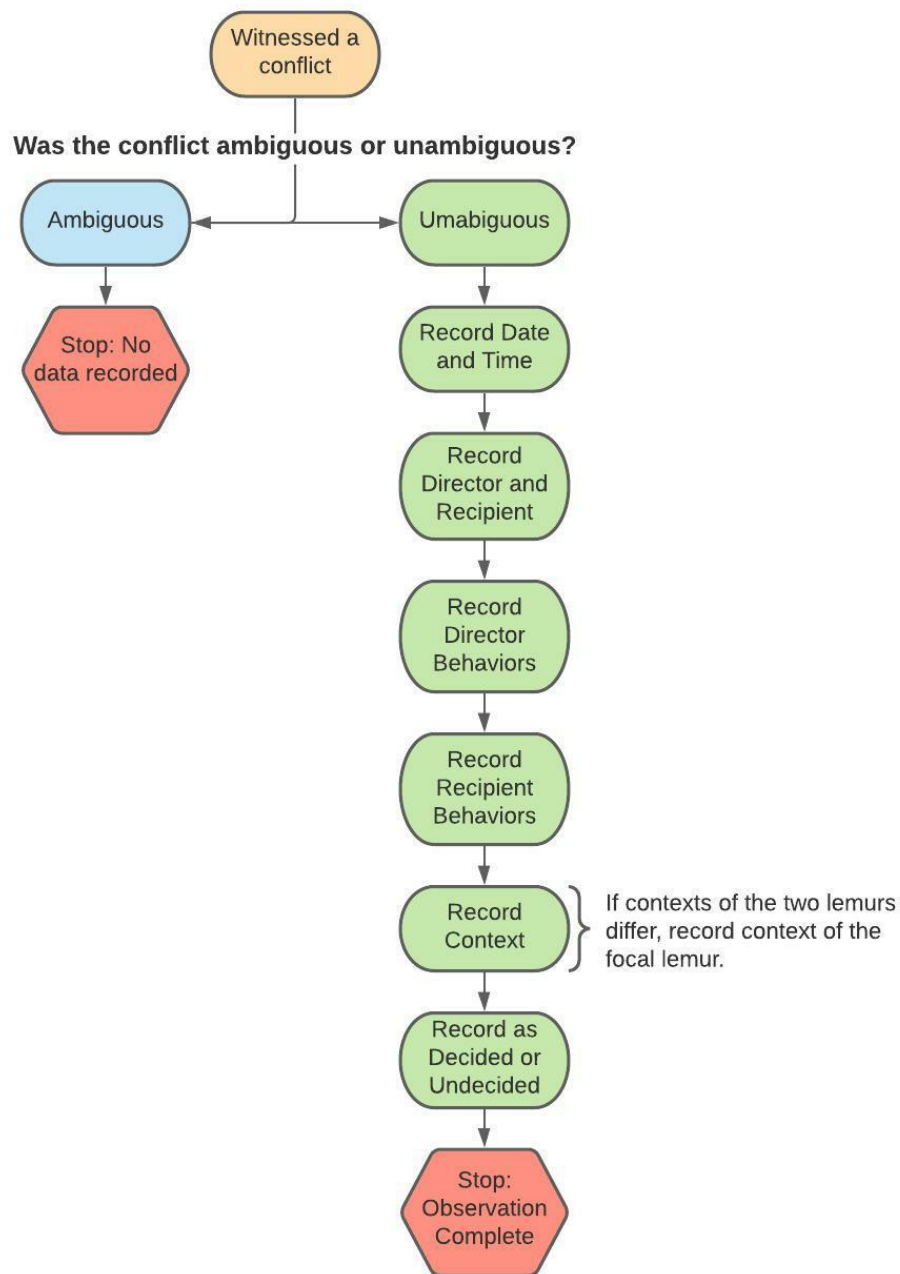 Witnessed a
conflict
Was the conflict ambiguous or unambiguous?
Ambiguous
Umabiguous
Stop: No
data recorded
Record Date
and Time
Record
Director and
Recipient
Record
Director
Behaviors
Record
Recipient
Behaviors
Record
Context
If contexts of the two lemurs
differ, record context of the
focal lemur.
Record as
Decided or
Undecided
Stop:
Observation
Complete